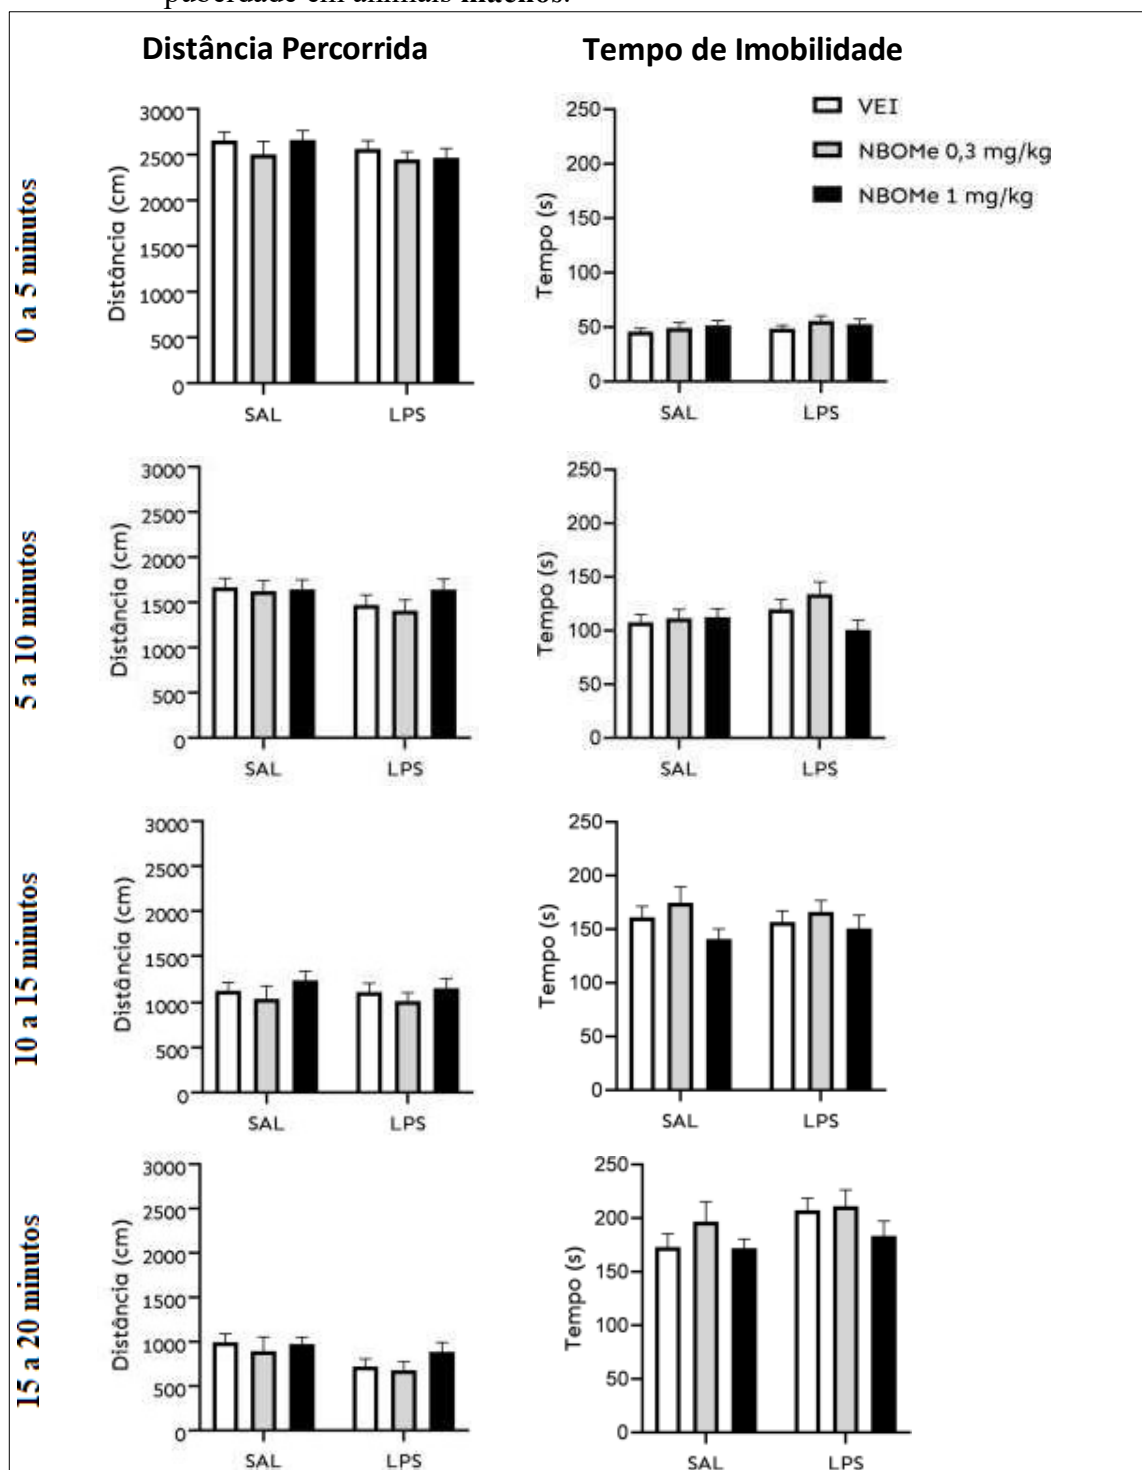 puberdade em animais machos.
Distância Percorrida
Tempo de Imobilidade
0 a 5 minutos
Distância (cm)
3000
2500
2000
1500
1000
500
0
SAL
LPS
Tempo (s)
250
200
150
100
50
0
SAL
LPS
VEI
NBOMe 0,3 mg/kg
NBOMe 1 mg/kg
5 a 10 minutos
Distância (cm)
3000
2500
2000
1500
1000
500
0
SAL
LPS
Tempo (s)
250
200
150
100
50
0
SAL
LPS
10 a 15 minutos
Distância (cm)
3000
2500
2000
1500
1000
500
0
SAL
LPS
Tempo (s)
250
200
150
100
50
0
SAL
LPS
15 a 20 minutos
Distância (cm)
3000
2500
2000
1500
1000
500
0
SAL
LPS
Tempo (s)
250
200
150
100
50
0
SAL
LPS